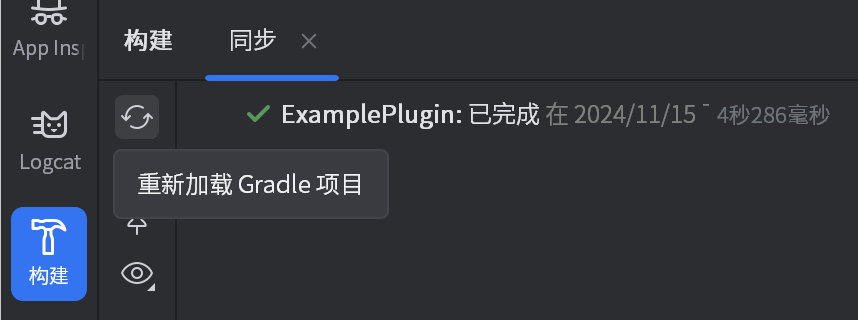 App Ins
构建 同步
ExamplePlugin: 已完成 在 2024/11/15 4秒286毫秒
Logcat
重新加载 Gradle 项目
构建